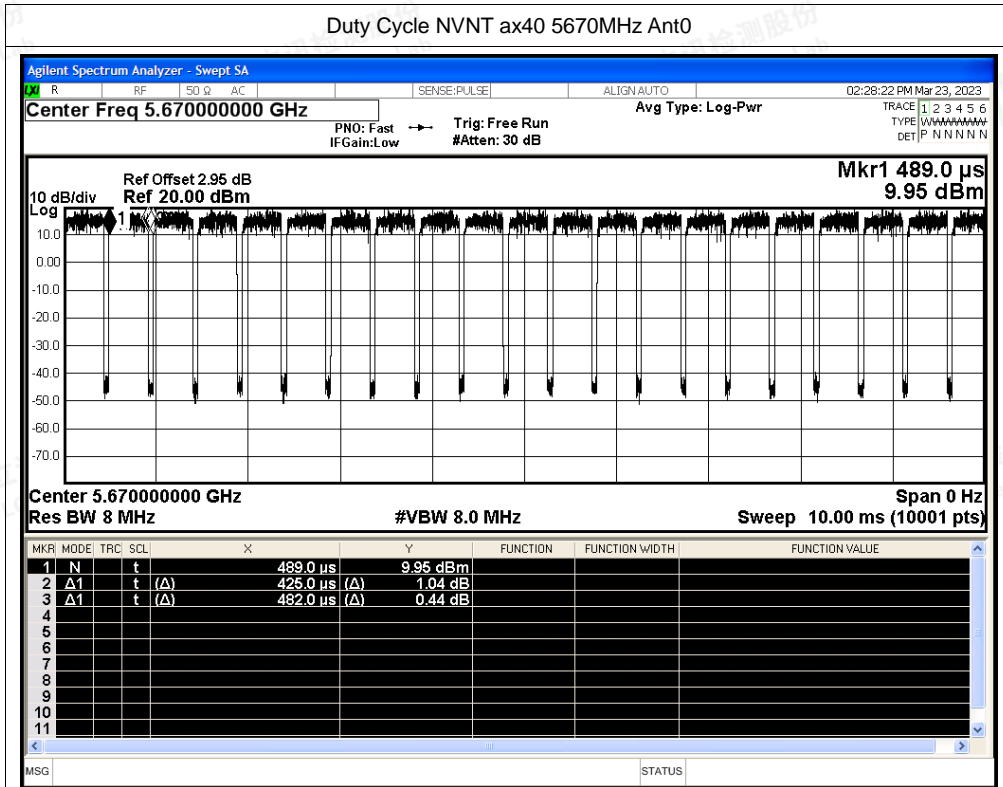 Duty Cycle NVNT ax40 5670MHz Ant0
Agilent Spectrum Analyzer - Swept SA
LXI R RF 50 Ω AC SENSE:PULSE ALIGN AUTO 02:28:22 PM Mar 23, 2023
Center Freq 5.670000000 GHz
Avg Type: Log-Pwr
TRACE 1 2 3 4 5 6
TYPE
DET P N N N N N
PNO: Fast
IFGain:Low
Trig: Free Run
#Atten: 30 dB
Mkr1 489.0 µs
9.95 dBm
Ref Offset 2.95 dB
10 dB/div Ref 20.00 dBm
Log
1
10.0
0.00
-10.0
-20.0
-30.0
-40.0
-50.0
-60.0
-70.0
Center 5.670000000 GHz Span 0 Hz
Res BW 8 MHz #VBW 8.0 MHz Sweep 10.00 ms (10001 pts)
MKR MODE TRC SCL X Y FUNCTION FUNCTION WIDTH FUNCTION VALUE
1 N t 489.0 µs 9.95 dBm
2 Δ1 t (Δ) 425.0 µs (Δ) 1.04 dB
3 Δ1 t (Δ) 482.0 µs (Δ) 0.44 dB
4
5
6
7
8
9
10
11
MSG STATUS